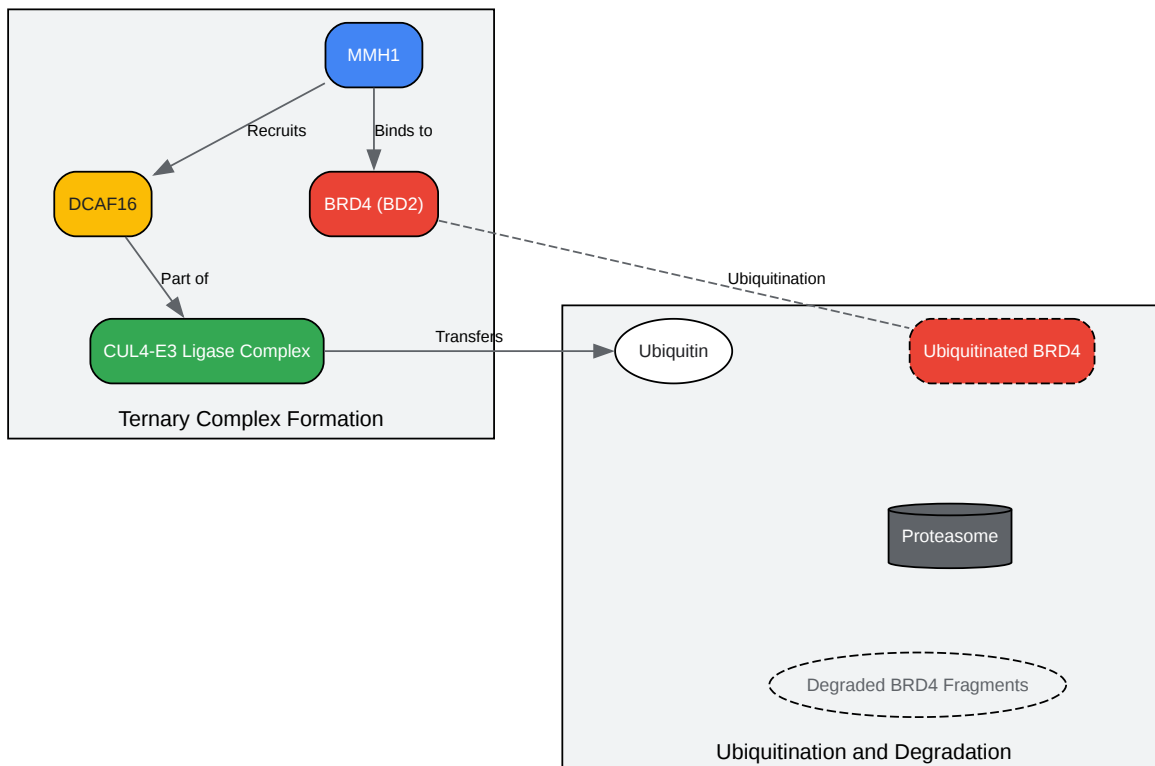 MMH1
Recruits
Binds to
DCAF16
BRD4 (BD2)
Part of
CUL4-E3 Ligase Complex
Ternary Complex Formation
Ubiquitination
Transfers
Ubiquitin
Ubiquitinated BRD4
Proteasome
Degraded BRD4 Fragments
Ubiquitination and Degradation